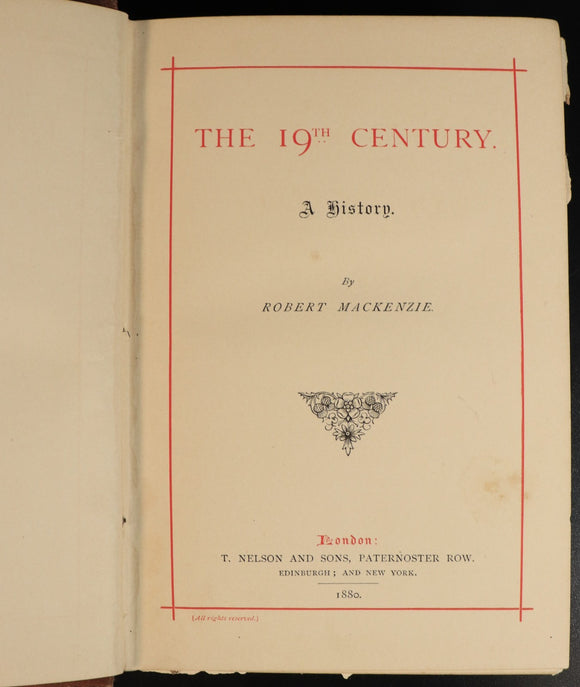 THE 19TH CENTURY.
A History.
By
ROBERT MACKENZIE.
London:
T. NELSON AND SONS, PATERNOSTER ROW.
EDINBURGH; AND NEW YORK.
1880.
(All rights reserved.)